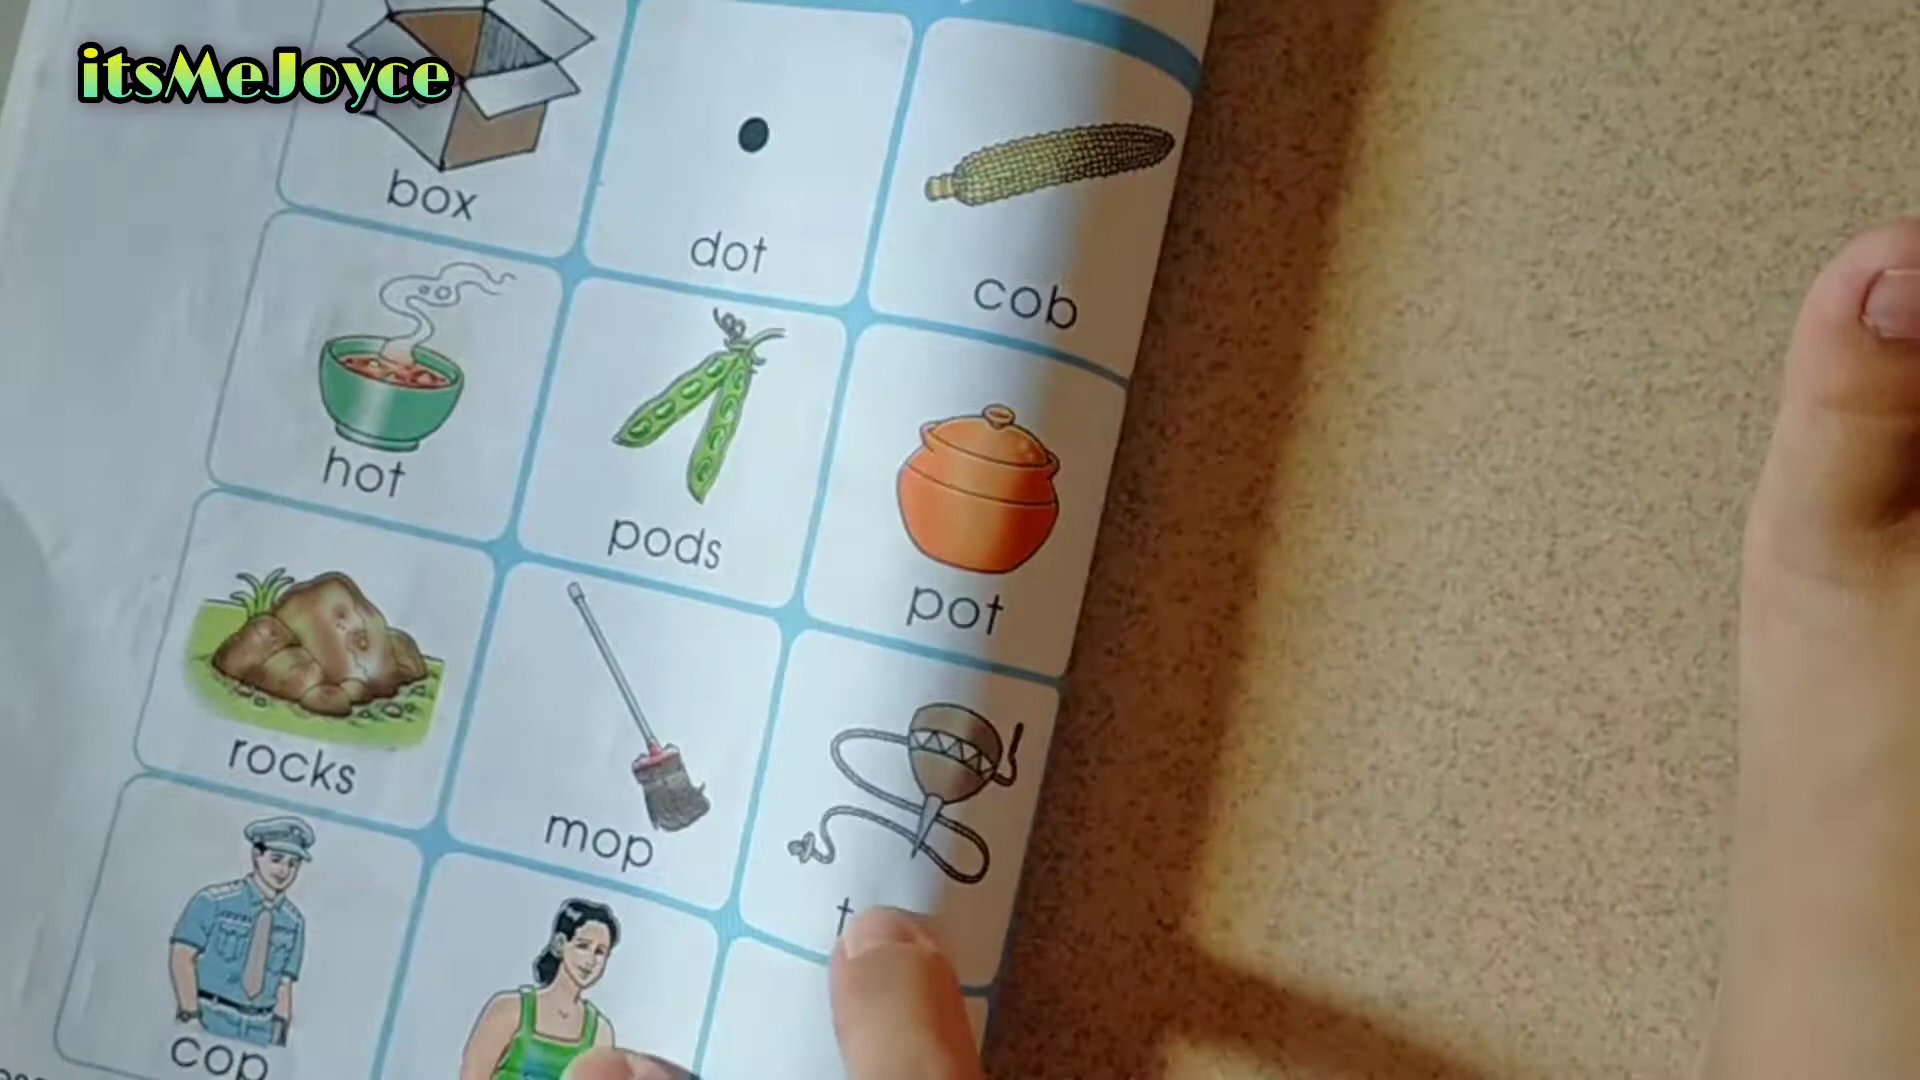 itsMeJoyce
box
dot
cob
hot
pods
pot
rocks
mop
t
cop